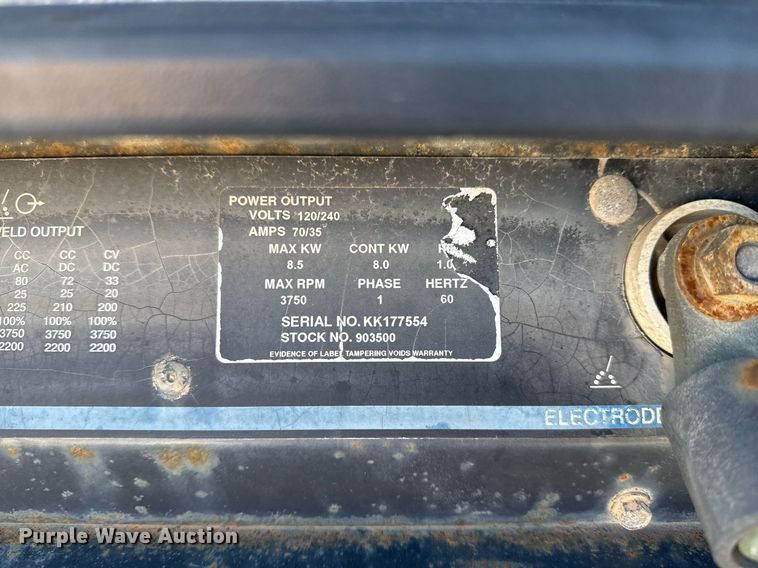 POWER OUTPUT
VOLTS 120/240
AMPS 70/35
MAX KW CONT KW
8.5 8.0 1.0
MAX RPM PHASE HERTZ
3750 1 60
SERIAL NO. KK177554
STOCK NO. 903500
EVIDENCE OF LABEL TAMPERING VOIDS WARRANTY
WELD OUTPUT
CC CC CV
AC DC DC
80 72 33
25 25 20
225 210 200
100% 100% 100%
3750 3750 3750
2200 2200 2200
Purple Wave Auction